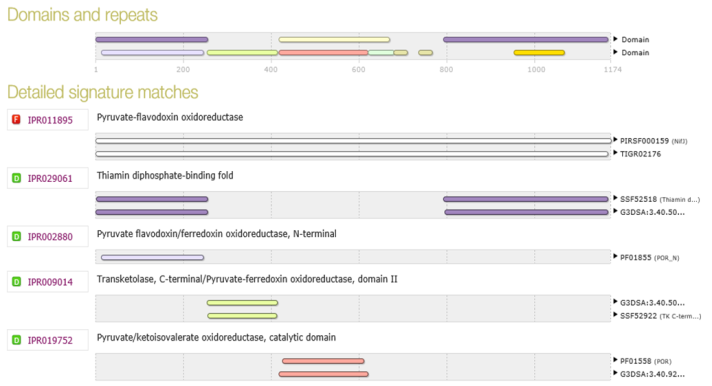 Domains and repeats
Domain
Domain
1 200 400 600 800 1000 1174
Detailed signature matches
F IPR011895 Pyruvate-flavodoxin oxidoreductase
PIRSF000159 (NifJ)
TIGR02176
D IPR029061 Thiamin diphosphate-binding fold
SSF52518 (Thiamin d...)
G3DSA:3.40.50...
D IPR002880 Pyruvate flavodoxin/ferredoxin oxidoreductase, N-terminal
PF01855 (POR_N)
D IPR009014 Transketolase, C-terminal/Pyruvate-ferredoxin oxidoreductase, domain II
G3DSA:3.40.50...
SSF52922 (TK C-term...)
D IPR019752 Pyruvate/ketoisovalerate oxidoreductase, catalytic domain
PF01558 (POR)
G3DSA:3.40.92...